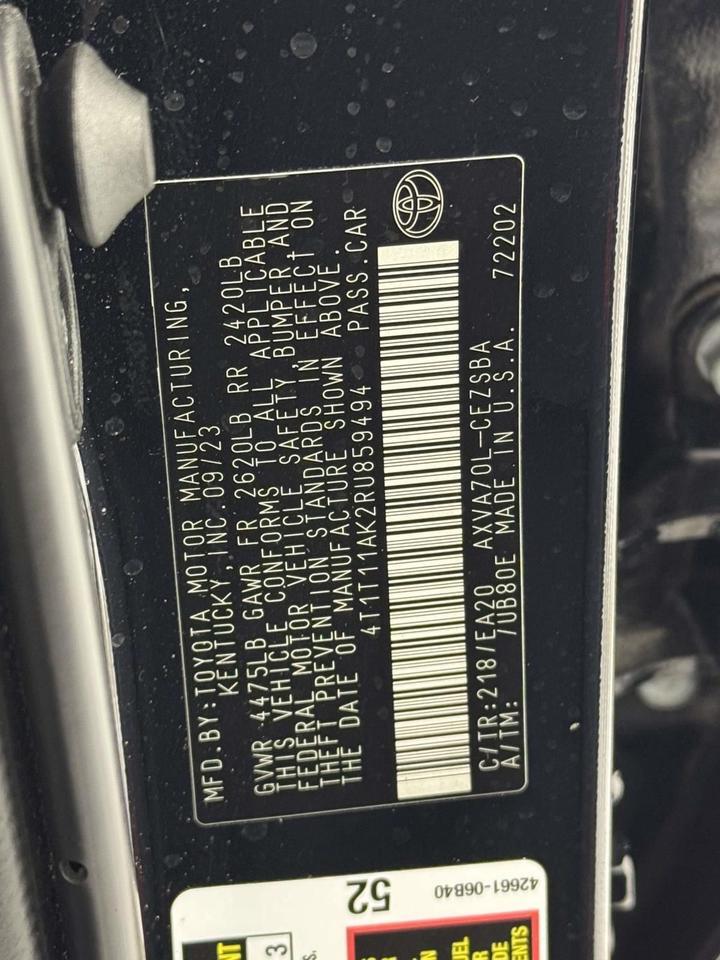 MFD.BY:TOYOTA MOTOR MANUFACTURING,
KENTUCKY,INC.09/23
GVWR 4475LB GAWR FR 2620LB RR 2420LB
THIS VEHICLE CONFORMS TO ALL APPLICABLE
FEDERAL MOTOR VEHICLE SAFETY, BUMPER AND
THEFT PREVENTION STANDARDS IN EFFECT ON
THE DATE OF MANUFACTURE SHOWN ABOVE.
4T1T11AK2RU859494 PASS.CAR
C/TR:218/EA20 AXVA70L-CEZSBA
A/TM: /UB80E MADE IN U.S.A. 72202
52
42661-06B40
3